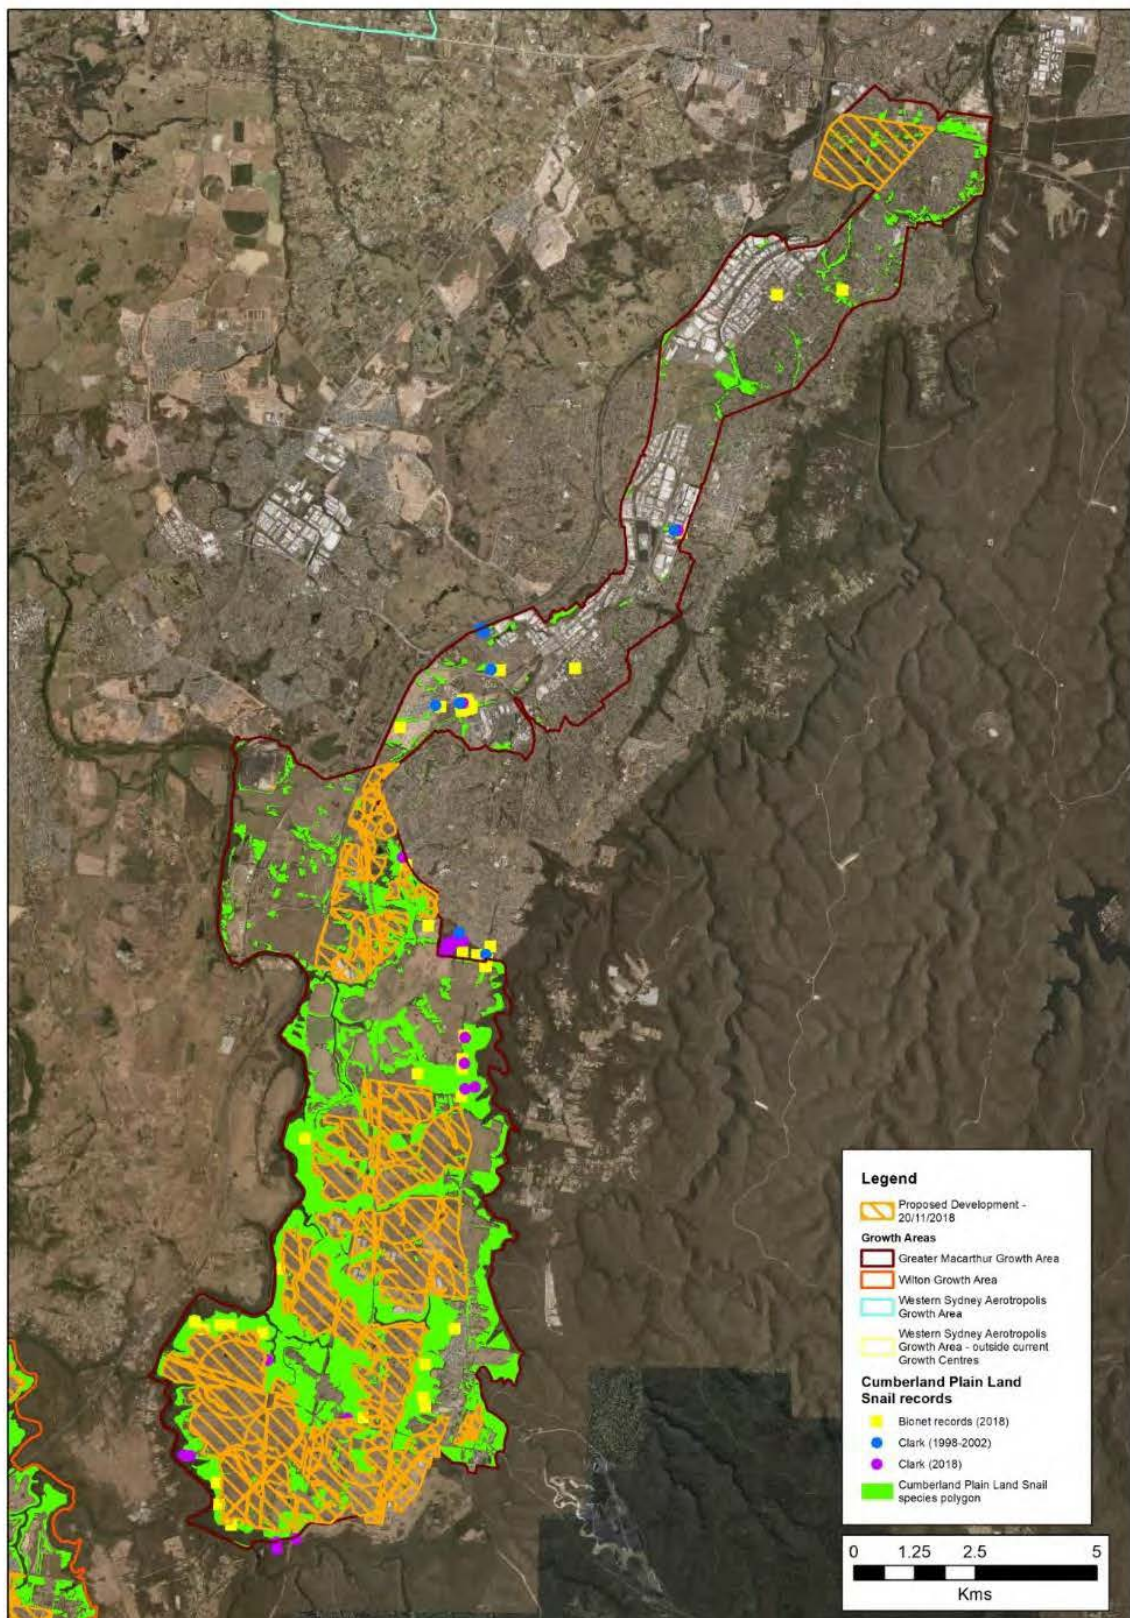 Legend
Proposed Development -
20/11/2018
Growth Areas
Greater Macarthur Growth Area
Wilton Growth Area
Western Sydney Aerotropolis
Growth Area
Western Sydney Aerotropolis
Growth Area - outside current
Growth Centres
Cumberland Plain Land
Snail records
Bionet records (2018)
Clark (1998-2002)
Clark (2018)
Cumberland Plain Land Snail
species polygon
0 1.25 2.5 5
Kms